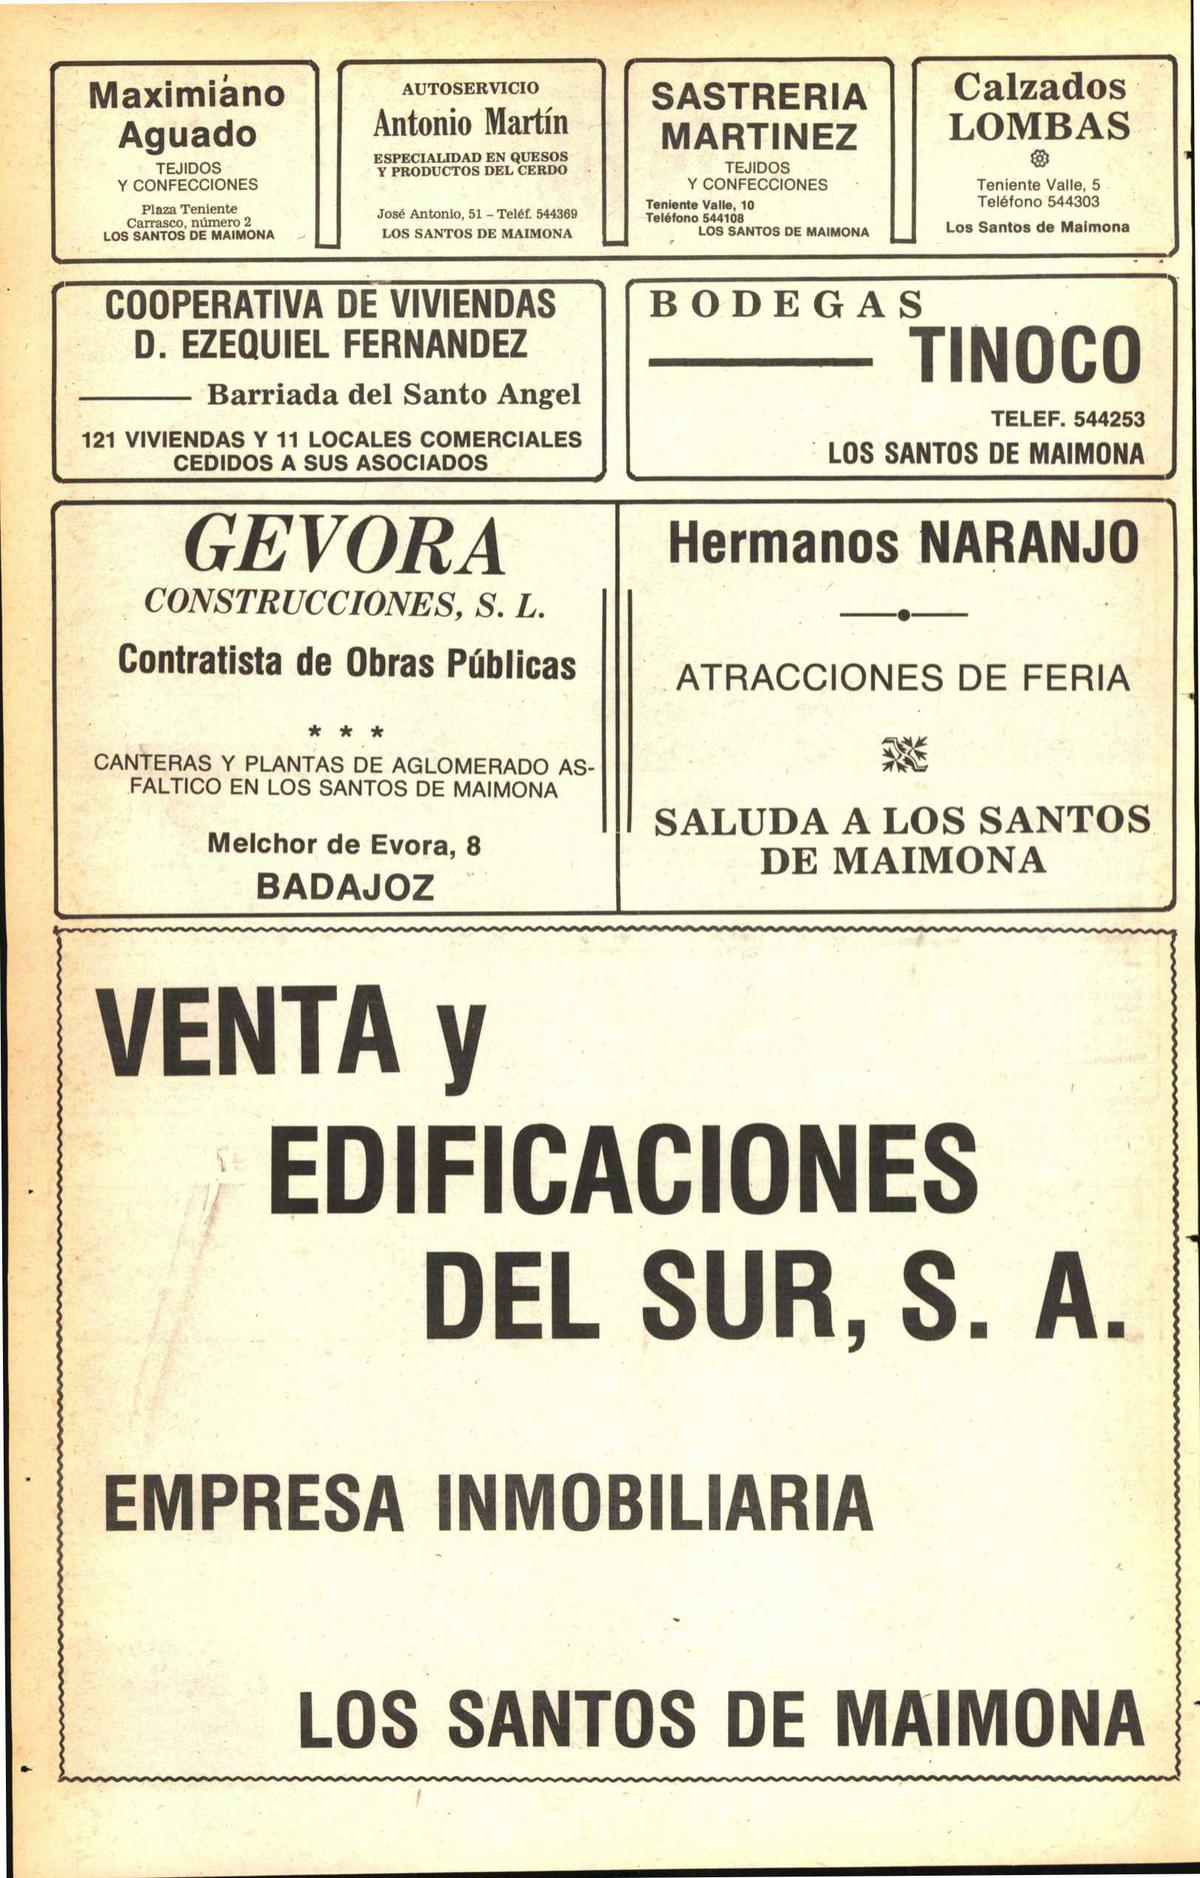 Maximiano
Aguado
TEJIDOS
Y CONFECCIONES
Plaza Teniente
Carrasco, número 2
LOS SANTOS DE MAIMONA
AUTOSERVICIO
Antonio Martín
ESPECIALIDAD EN QUESOS
Y PRODUCTOS DEL CERDO
José Antonio, 51 – Teléf. 544369
LOS SANTOS DE MAIMONA
SASTRERIA
MARTINEZ
TEJIDOS
Y CONFECCIONES
Teniente Valle, 10
Teléfono 544108
LOS SANTOS DE MAIMONA
Calzados
LOMBAS
Teniente Valle, 5
Teléfono 544303
Los Santos de Maimona
COOPERATIVA DE VIVIENDAS
D. EZEQUIEL FERNANDEZ
Barriada del Santo Angel
121 VIVIENDAS Y 11 LOCALES COMERCIALES
CEDIDOS A SUS ASOCIADOS
BODEGAS
TINOCO
TELEF. 544253
LOS SANTOS DE MAIMONA
GEVORA
CONSTRUCCIONES, S. L.
Contratista de Obras Públicas
* * *
CANTERAS Y PLANTAS DE AGLOMERADO AS-
FALTICO EN LOS SANTOS DE MAIMONA
Melchor de Evora, 8
BADAJOZ
Hermanos NARANJO
ATRACCIONES DE FERIA
SALUDA A LOS SANTOS
DE MAIMONA
VENTA y
EDIFICACIONES
DEL SUR, S. A.
EMPRESA INMOBILIARIA
LOS SANTOS DE MAIMONA